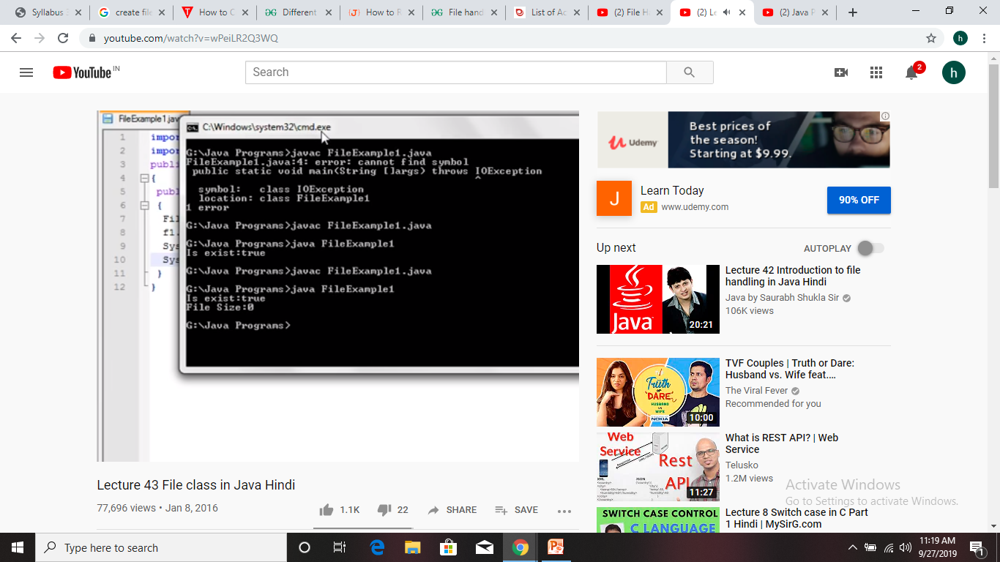 Syllabus
create file
How to C
Different
How to R
File hand
List of Ac
(2) File H
(2) Le
(2) Java P
youtube.com/watch?v=wPeiLR2Q3WQ
h
YouTube IN
Search
2
h
FileExample1.jav
C:\Windows\system32\cmd.exe
1 impor
2 impor
3 publi
4 {
5 publ
6 {
7 Fil
8 f1.
9 Sys
10 Sys
11 }
12 }
G:\Java Programs>javac FileExample1.java
FileExample1.java:4: error: cannot find symbol
public static void main(String []args) throws IOException
^
symbol: class IOException
location: class FileExample1
1 error
G:\Java Programs>javac FileExample1.java
G:\Java Programs>java FileExample1
Is exist:true
G:\Java Programs>javac FileExample1.java
G:\Java Programs>java FileExample1
Is exist:true
File Size:0
G:\Java Programs>
Lecture 43 File class in Java Hindi
77,696 views • Jan 8, 2016
1.1K
22
SHARE
SAVE
Udemy
Best prices of
the season!
Starting at $9.99.
J
Learn Today
Ad www.udemy.com
90% OFF
Up next
AUTOPLAY
Java
20:21
Lecture 42 Introduction to file
handling in Java Hindi
Java by Saurabh Shukla Sir
106K views
Truth
or
DARE
HUSBAND
VS
WIFE
NOKIA
10:00
TVF Couples | Truth or Dare:
Husband vs. Wife feat....
The Viral Fever
Recommended for you
Web
Service
Rest
API
XML
JSON
11:27
What is REST API? | Web
Service
Telusko
1.2M views
SWITCH CASE CONTROL
C LANGUAGE
Lecture 8 Switch case in C Part
1 Hindi | MySirG.com
Activate Windows
Go to Settings to activate Windows.
Type here to search
11:19 AM
9/27/2019
1